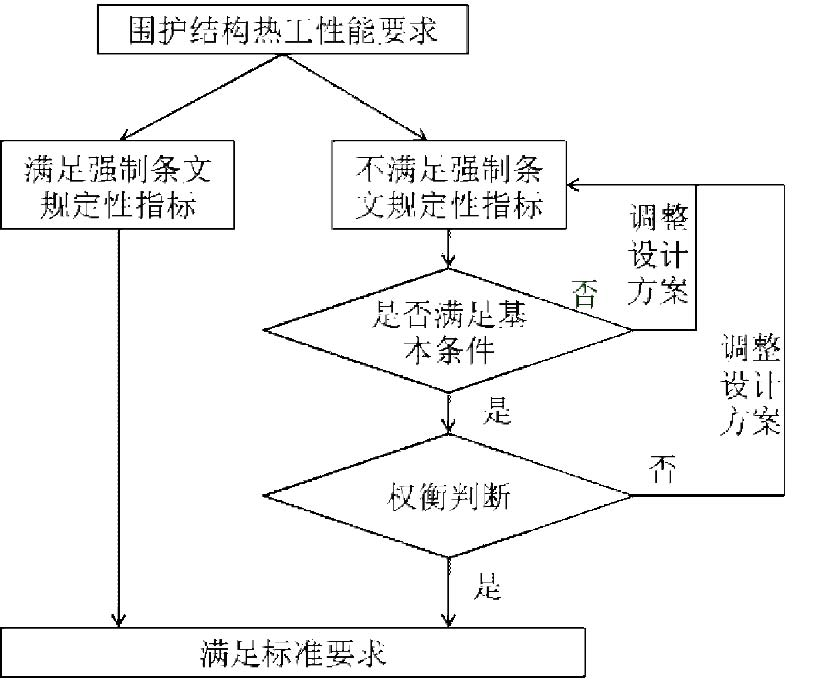 围护结构热工性能要求
满足强制条文
规定性指标
不满足强制条
文规定性指标
调整
设计
方案
否
是否满足基
本条件
调整
设计
方案
是
否
权衡判断
是
满足标准要求